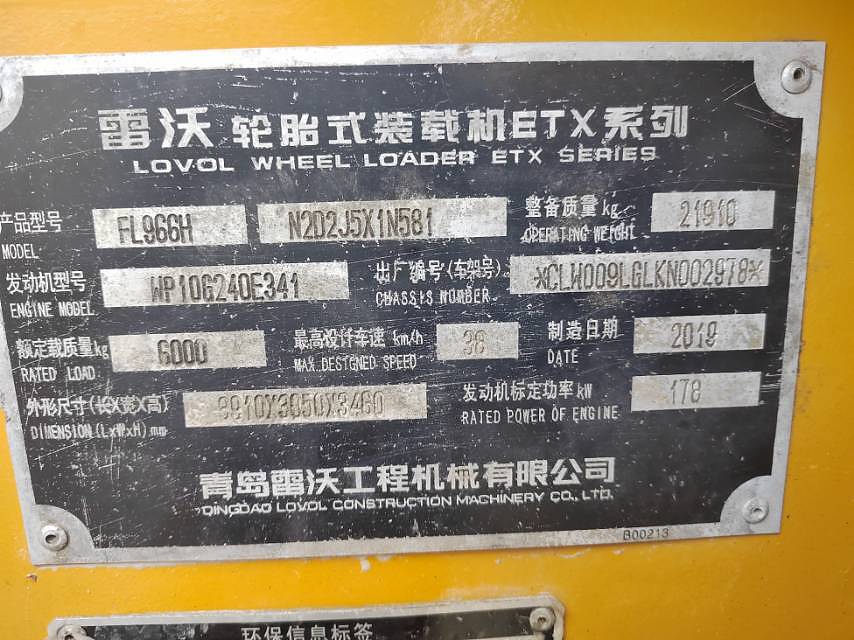 雷沃 轮胎式装载机ETX系列
LOVOL WHEEL LOADER ETX SERIES
产品型号 FL966H N2D2J5X1N581 整备质量 kg 21910
MODEL OPERATING WEIGHT
发动机型号 WP10G240E341 出厂编号(车架号) *CLW009LGLKN002978*
ENGINE MODEL CHASSIS NUMBER
额定载质量kg 6000 最高设计车速 km/h 38 制造日期 2019
RATED LOAD MAX.DESIGNED SPEED DATE
外形尺寸(长X宽X高) 发动机标定功率 kW 178
DIMENSION(LxWxH)mm RATED POWER OF ENGINE
青岛雷沃工程机械有限公司
QINGDAO LOVOL CONSTRUCTION MACHINERY CO., LTD.
B00213
环保信息标签